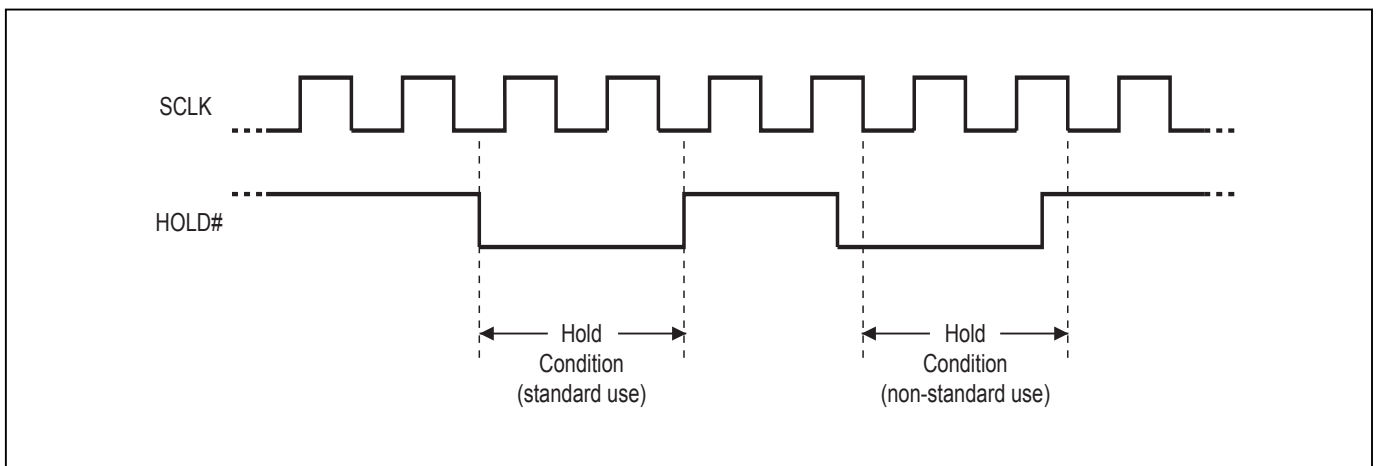 SCLK
HOLD#
Hold
Condition
(standard use)
Hold
Condition
(non-standard use)